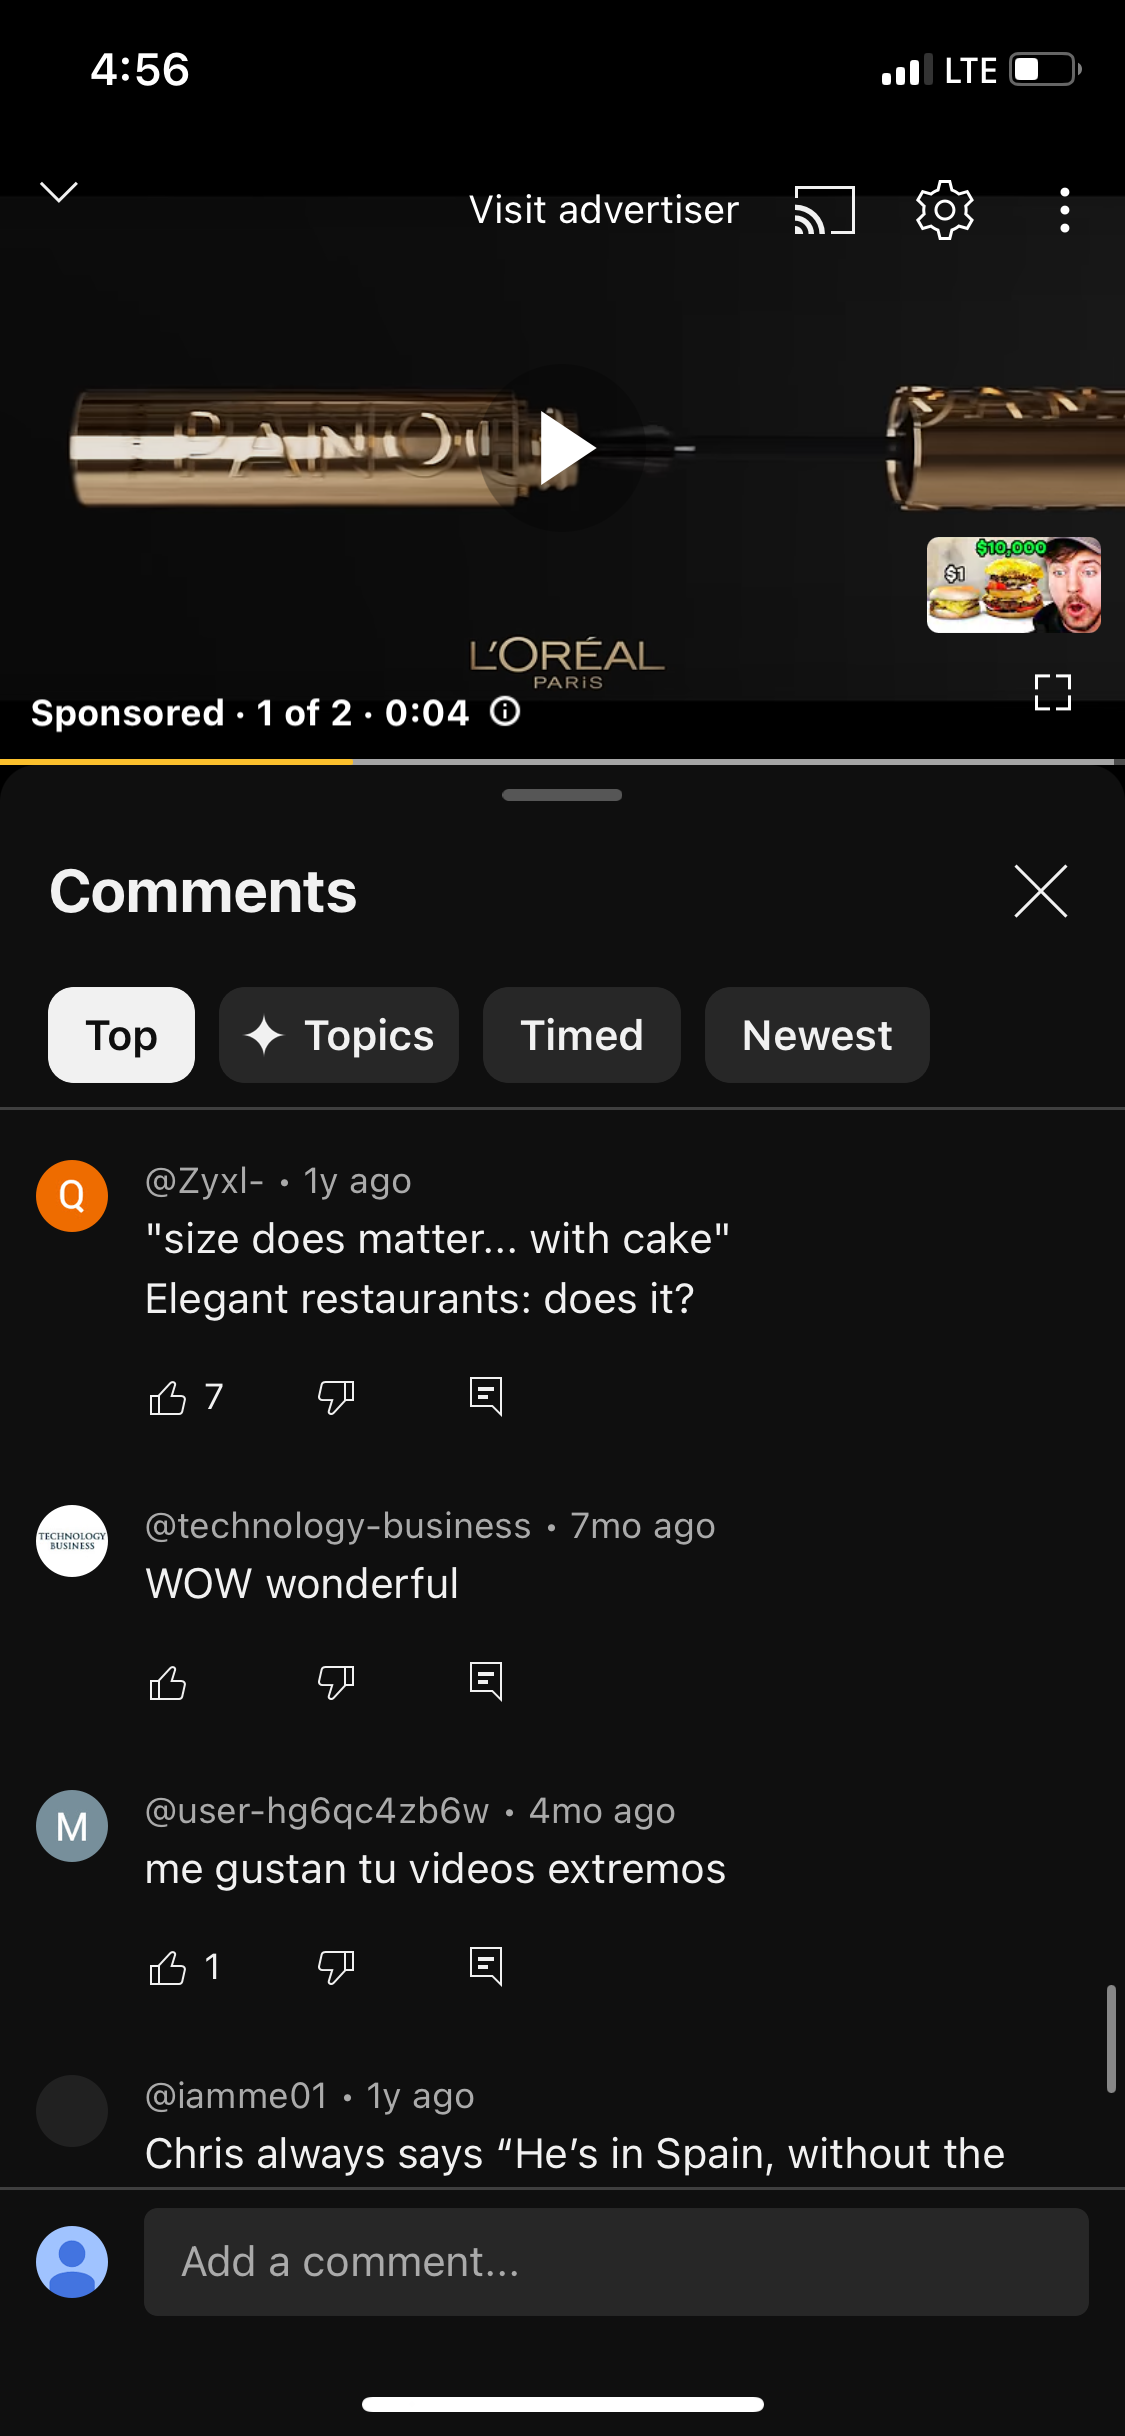 4:56
LTE
Visit advertiser
PANO
PAN
$10,000
$1
L'ORÉAL
PARiS
Sponsored · 1 of 2 · 0:04
Comments
Top
Topics
Timed
Newest
Q
@Zyxl- • 1y ago
"size does matter... with cake"
Elegant restaurants: does it?
7
TECHNOLOGY
BUSINESS
@technology-business • 7mo ago
WOW wonderful
M
@user-hg6qc4zb6w • 4mo ago
me gustan tu videos extremos
1
@iamme01 • 1y ago
Chris always says “He’s in Spain, without the
Add a comment...